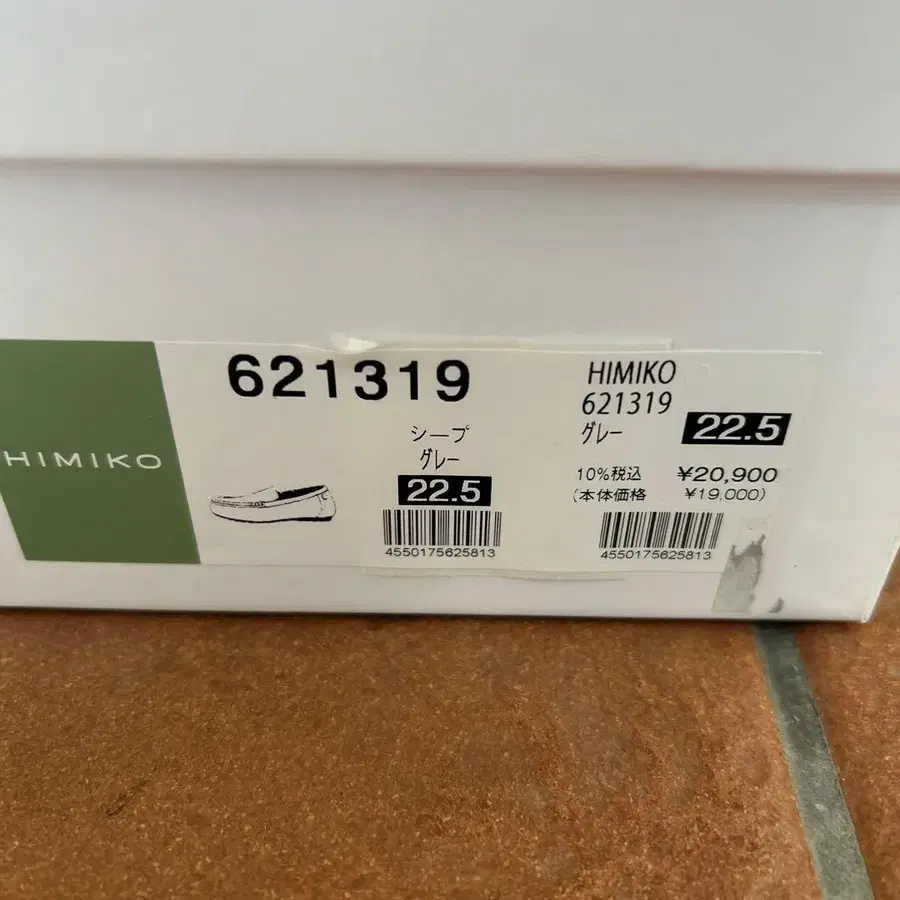 HIMIKO
621319
シープ
グレー
22.5
4550175625813
HIMIKO
621319
グレー 22.5
10%税込 ¥20,900
(本体価格 ¥19,000)
4550175625813